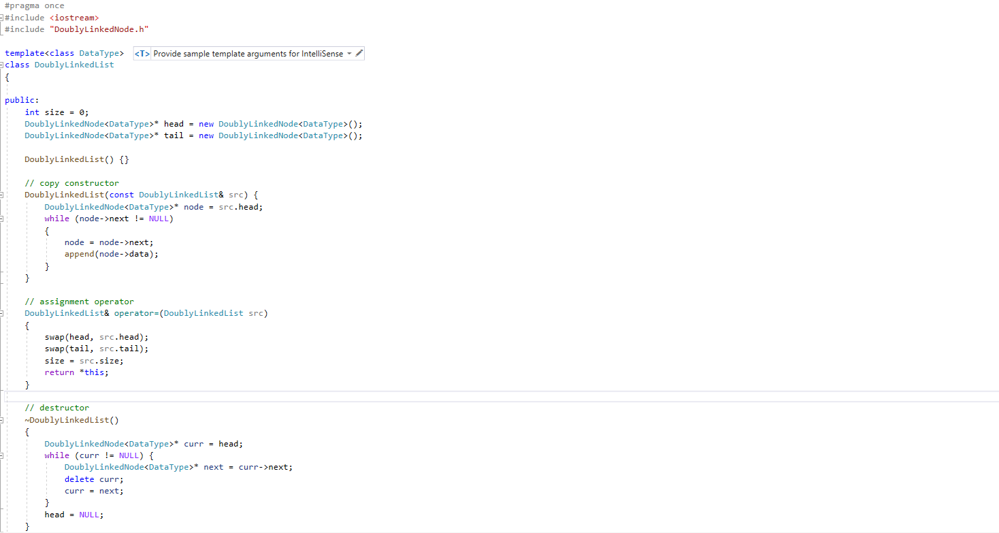 #pragma once
#include <iostream>
#include "DoublyLinkedNode.h"
template<class DataType> <T> Provide sample template arguments for IntelliSense
class DoublyLinkedList
{
public:
    int size = 0;
    DoublyLinkedNode<DataType>* head = new DoublyLinkedNode<DataType>();
    DoublyLinkedNode<DataType>* tail = new DoublyLinkedNode<DataType>();
    DoublyLinkedList() {}
    // copy constructor
    DoublyLinkedList(const DoublyLinkedList& src) {
        DoublyLinkedNode<DataType>* node = src.head;
        while (node->next != NULL)
        {
            node = node->next;
            append(node->data);
        }
    }
    // assignment operator
    DoublyLinkedList& operator=(DoublyLinkedList src)
    {
        swap(head, src.head);
        swap(tail, src.tail);
        size = src.size;
        return *this;
    }
    // destructor
    ~DoublyLinkedList()
    {
        DoublyLinkedNode<DataType>* curr = head;
        while (curr != NULL) {
            DoublyLinkedNode<DataType>* next = curr->next;
            delete curr;
            curr = next;
        }
        head = NULL;
    }